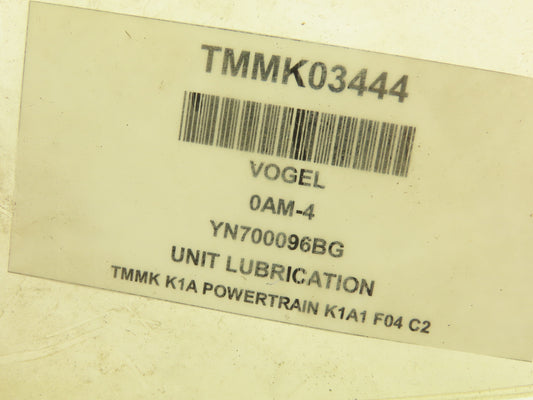 TMMK03444
VOGEL
0AM-4
YN700096BG
UNIT LUBRICATION
TMMK K1A POWERTRAIN K1A1 F04 C2